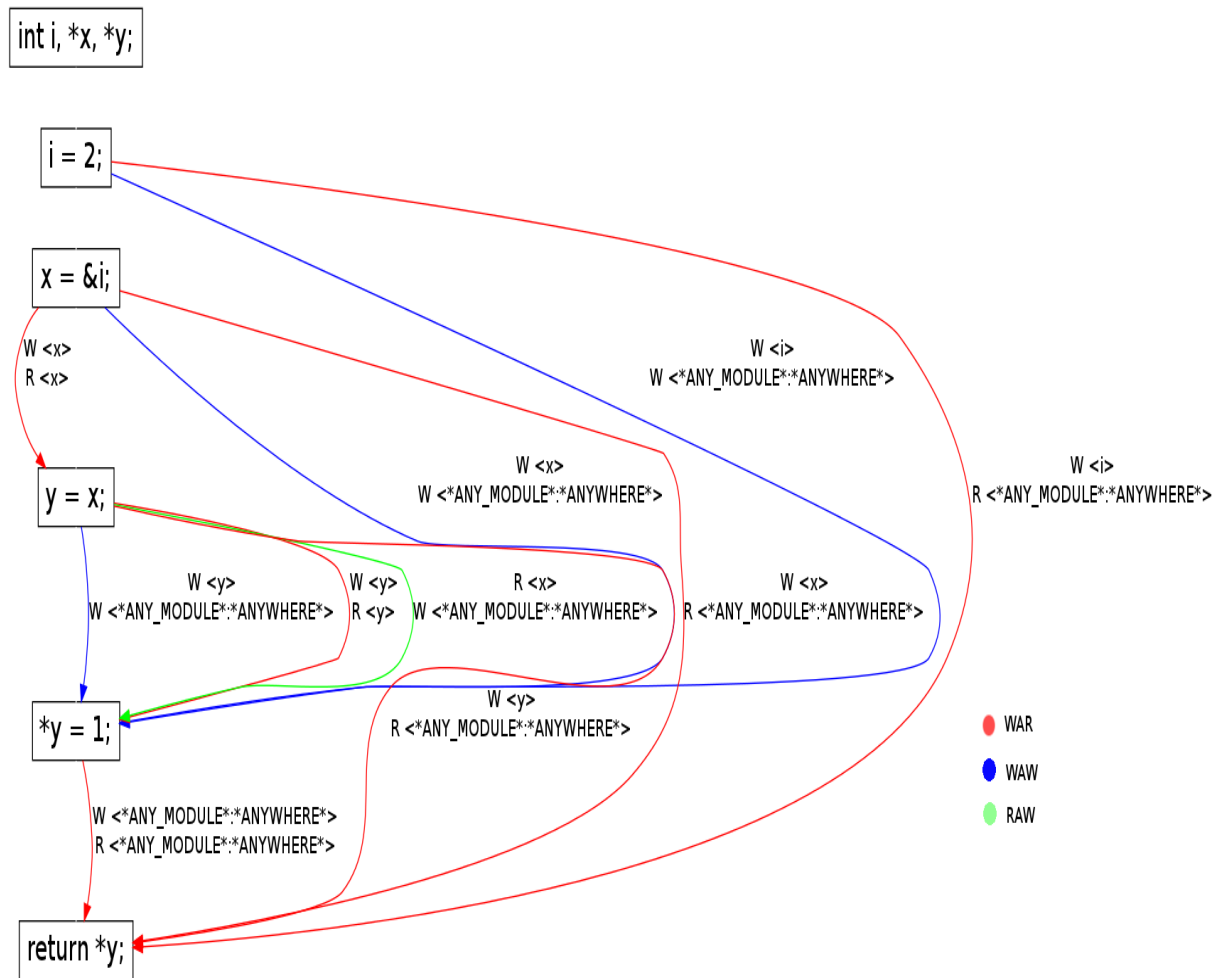 int i, *x, *y;
i = 2;
x = &i;
W <x>
R <x>
W <i>
W <*ANY_MODULE*:*ANYWHERE*>
W <x>
W <*ANY_MODULE*:*ANYWHERE*>
W <i>
R <*ANY_MODULE*:*ANYWHERE*>
y = x;
W <y>
W <*ANY_MODULE*:*ANYWHERE*>
W <y>
R <y>
R <x>
W <*ANY_MODULE*:*ANYWHERE*>
W <x>
R <*ANY_MODULE*:*ANYWHERE*>
*y = 1;
W <y>
R <*ANY_MODULE*:*ANYWHERE*>
WAR
WAW
RAW
W <*ANY_MODULE*:*ANYWHERE*>
R <*ANY_MODULE*:*ANYWHERE*>
return *y;